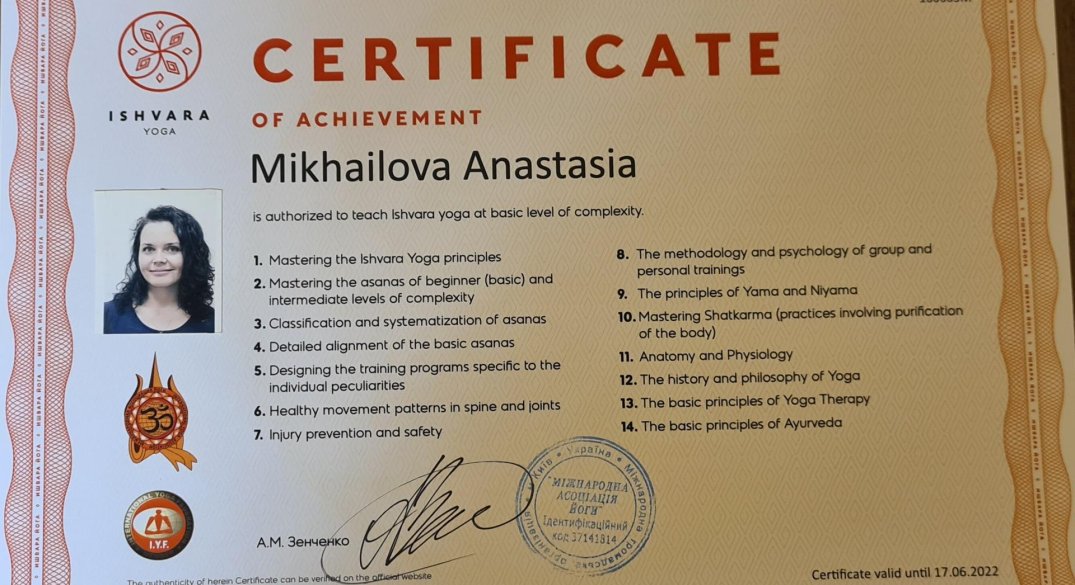 ISHVARA
YOGA
CERTIFICATE
OF ACHIEVEMENT
Mikhailova Anastasia
is authorized to teach Ishvara yoga at basic level of complexity.
1. Mastering the Ishvara Yoga principles
2. Mastering the asanas of beginner (basic) and
intermediate levels of complexity
3. Classification and systematization of asanas
4. Detailed alignment of the basic asanas
5. Designing the training programs specific to the
individual peculiarities
6. Healthy movement patterns in spine and joints
7. Injury prevention and safety
8. The methodology and psychology of group and
personal trainings
9. The principles of Yama and Niyama
10. Mastering Shatkarma (practices involving purification
of the body)
11. Anatomy and Physiology
12. The history and philosophy of Yoga
13. The basic principles of Yoga Therapy
14. The basic principles of Ayurveda
ॐ
INTERNATIONAL YOGA
I.Y.F.
А.М. Зенченко
м Київ * Україна * Міжнародна громадська організація
"МІЖНАРОДНА
АСОЦІАЦІЯ
ЙОГИ"
Ідентифікаційний
код 37141814
The authenticity of herein Certificate can be verified on the official website
Certificate valid until 17.06.2022
ИШВАРА ЙОГА